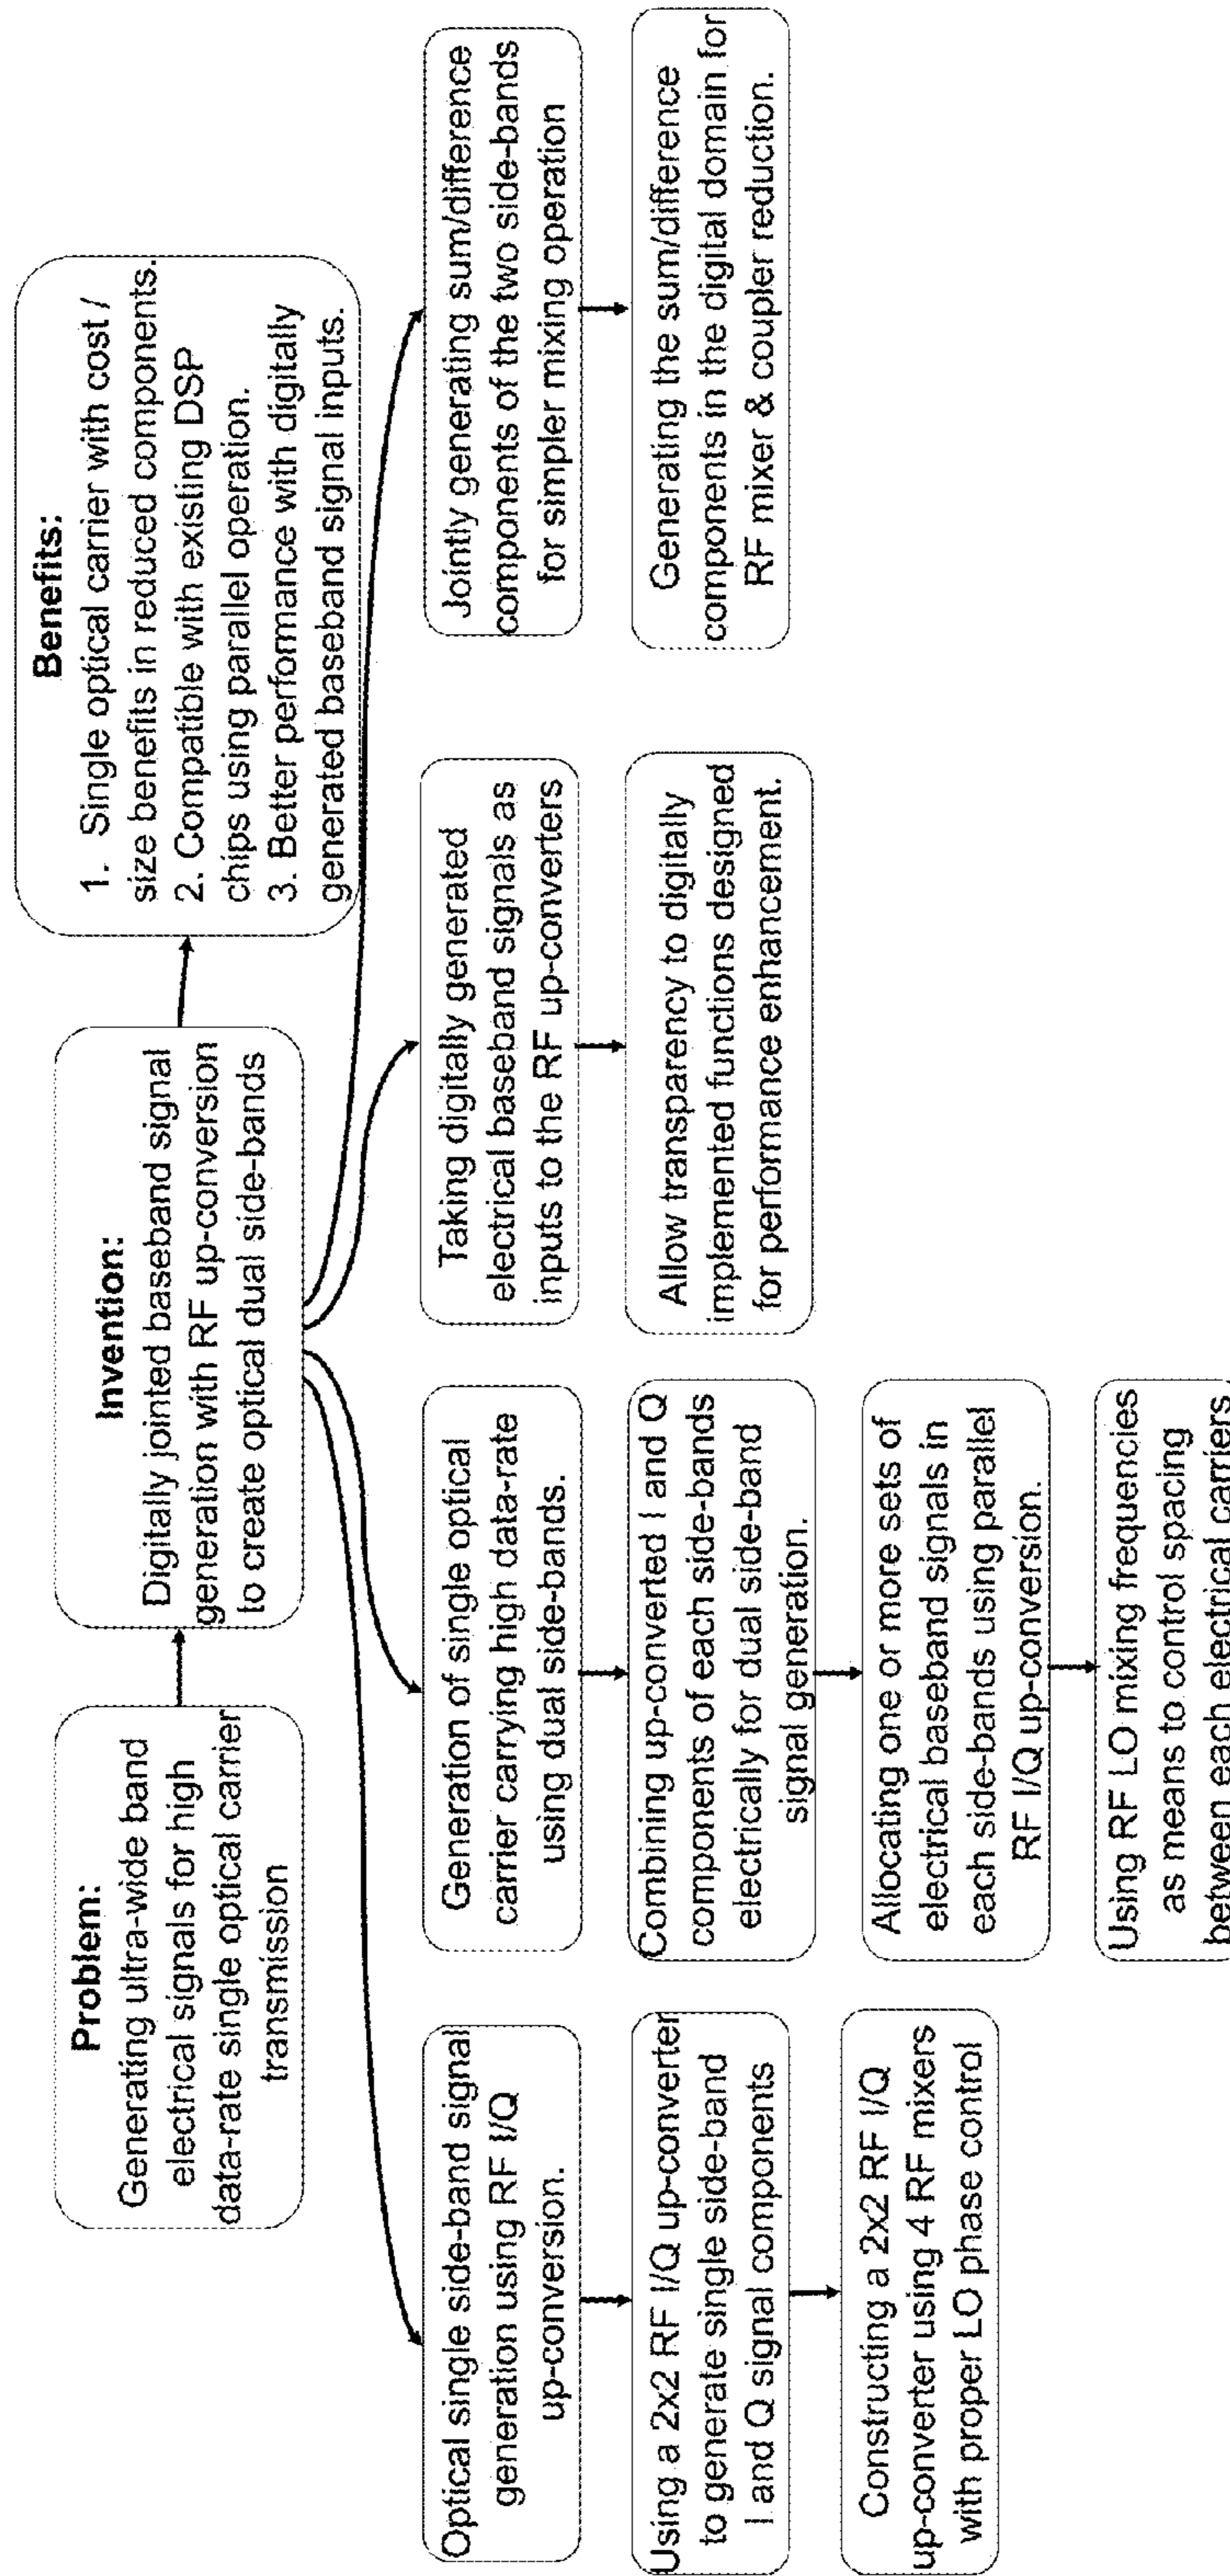 Problem:
Generating ultra-wide band
electrical signals for high
data-rate single optical carrier
transmission
Invention:
Digitally jointed baseband signal
generation with RF up-conversion
to create optical dual side-bands
Benefits:
1. Single optical carrier with cost /
size benefits in reduced components.
2. Compatible with existing DSP
chips using parallel operation.
3. Better performance with digitally
generated baseband signal inputs.
Optical single side-band signal
generation using RF I/Q
up-conversion.
Using a 2x2 RF I/Q up-converter
to generate single side-band
I and Q signal components
Constructing a 2x2 RF I/Q
up-converter using 4 RF mixers
with proper LO phase control
Generation of single optical
carrier carrying high data-rate
using dual side-bands.
Combining up-converted I and Q
components of each side-bands
electrically for dual side-band
signal generation.
Allocating one or more sets of
electrical baseband signals in
each side-bands using parallel
RF I/Q up-conversion.
Using RF LO mixing frequencies
as means to control spacing
between each electrical carriers
Taking digitally generated
electrical baseband signals as
inputs to the RF up-converters
Allow transparency to digitally
implemented functions designed
for performance enhancement.
Jointly generating sum/difference
components of the two side-bands
for simpler mixing operation
Generating the sum/difference
components in the digital domain for
RF mixer & coupler reduction.